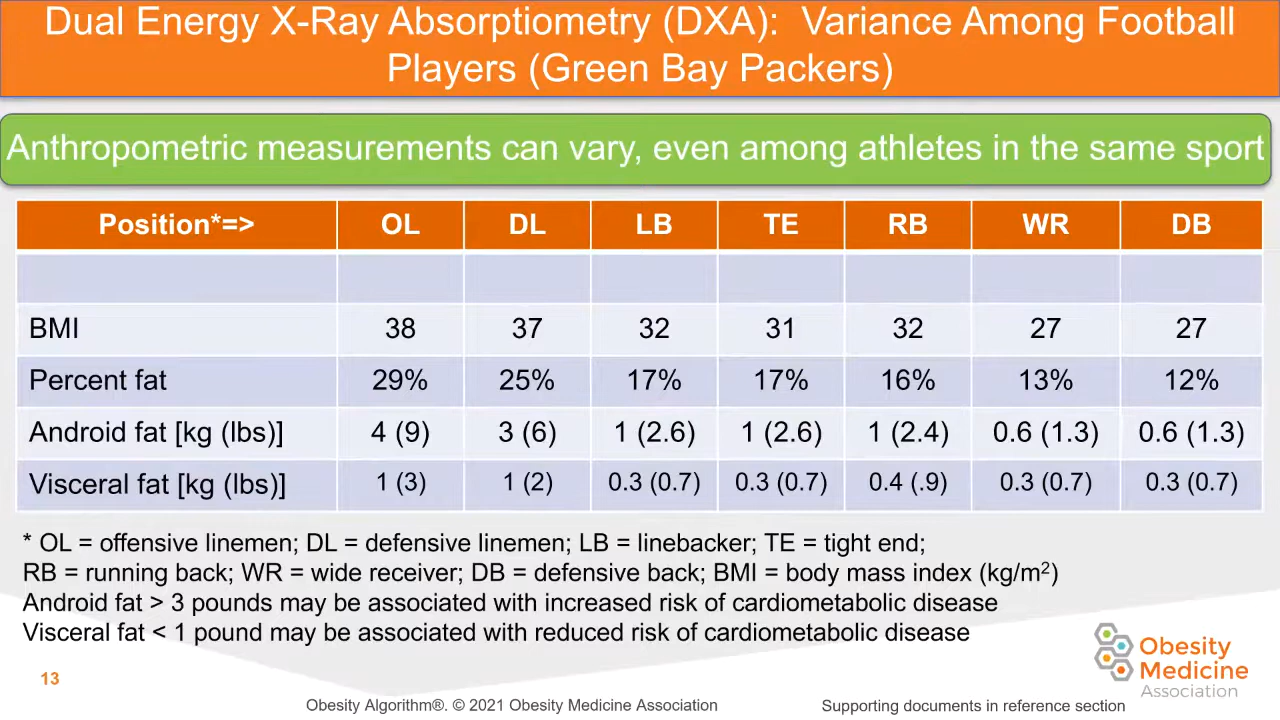 Dual Energy X-Ray Absorptiometry (DXA): Variance Among Football
Players (Green Bay Packers)
Anthropometric measurements can vary, even among athletes in the same sport
Position*=> OL DL LB TE RB WR DB
BMI 38 37 32 31 32 27 27
Percent fat 29% 25% 17% 17% 16% 13% 12%
Android fat [kg (lbs)] 4 (9) 3 (6) 1 (2.6) 1 (2.6) 1 (2.4) 0.6 (1.3) 0.6 (1.3)
Visceral fat [kg (lbs)] 1 (3) 1 (2) 0.3 (0.7) 0.3 (0.7) 0.4 (.9) 0.3 (0.7) 0.3 (0.7)
* OL = offensive linemen; DL = defensive linemen; LB = linebacker; TE = tight end;
RB = running back; WR = wide receiver; DB = defensive back; BMI = body mass index (kg/m²)
Android fat > 3 pounds may be associated with increased risk of cardiometabolic disease
Visceral fat < 1 pound may be associated with reduced risk of cardiometabolic disease
Obesity
Medicine
Association
13
Obesity Algorithm®. © 2021 Obesity Medicine Association
Supporting documents in reference section